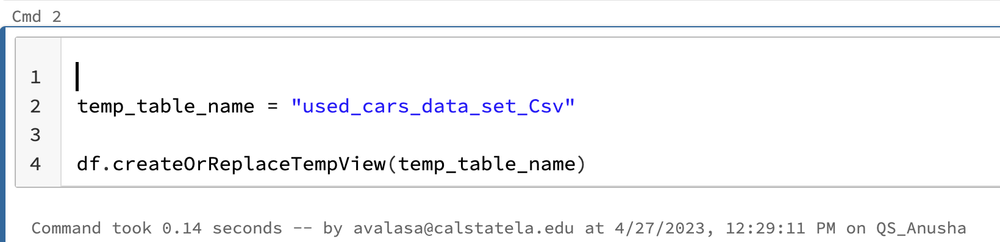 Cmd 2
1
2 temp_table_name = "used_cars_data_set_Csv"
3
4 df.createOrReplaceTempView(temp_table_name)
Command took 0.14 seconds -- by avalasa@calstatela.edu at 4/27/2023, 12:29:11 PM on QS_Anusha